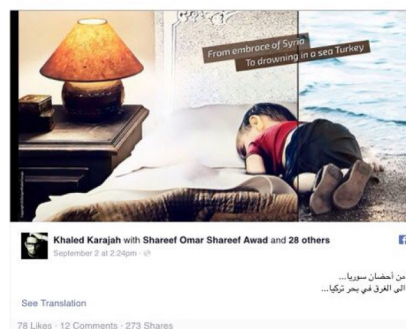 From embrace of Syria
To drowning in a sea Turkey
Khaled Karajah with Shareef Omar Shareef Awad and 28 others
September 2 at 2:24pm ·
من أحضان سوريا...
الى الغرق في بحر تركيا...
See Translation
78 Likes · 12 Comments · 273 Shares